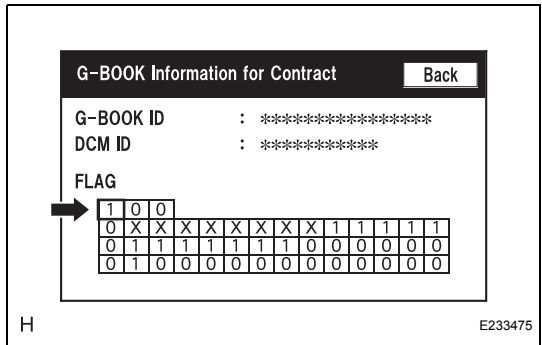 G-BOOK Information for Contract Back
G-BOOK ID : ****************
DCM ID : ***********
FLAG
1 0 0
0 X X X X X X X X 1 1 1 1 1
0 1 1 1 1 1 1 1 0 0 0 0 0 0
0 1 0 0 0 0 0 0 0 0 0 0 0 0
H E233475